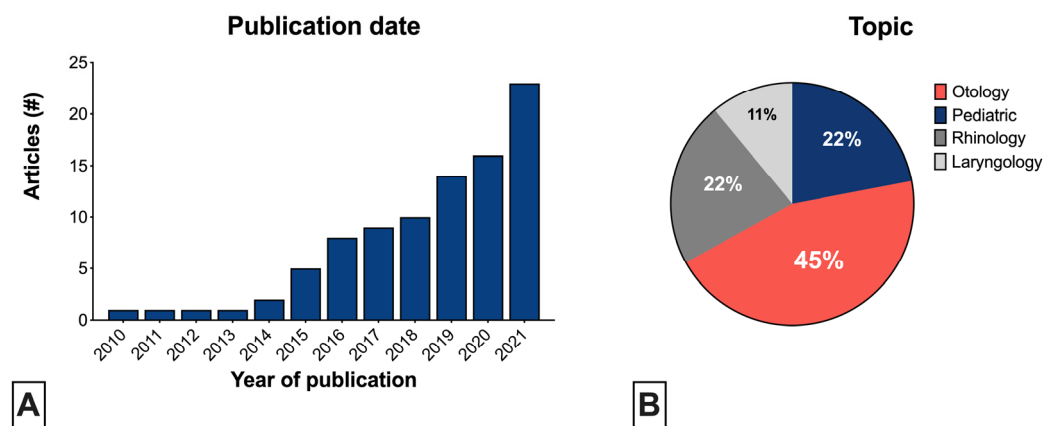 Publication date
Articles (#)
25
20
15
10
5
0
2010
2011
2012
2013
2014
2015
2016
2017
2018
2019
2020
2021
Year of publication
A
Topic
11%
22%
22%
45%
Otology
Pediatric
Rhinology
Laryngology
B